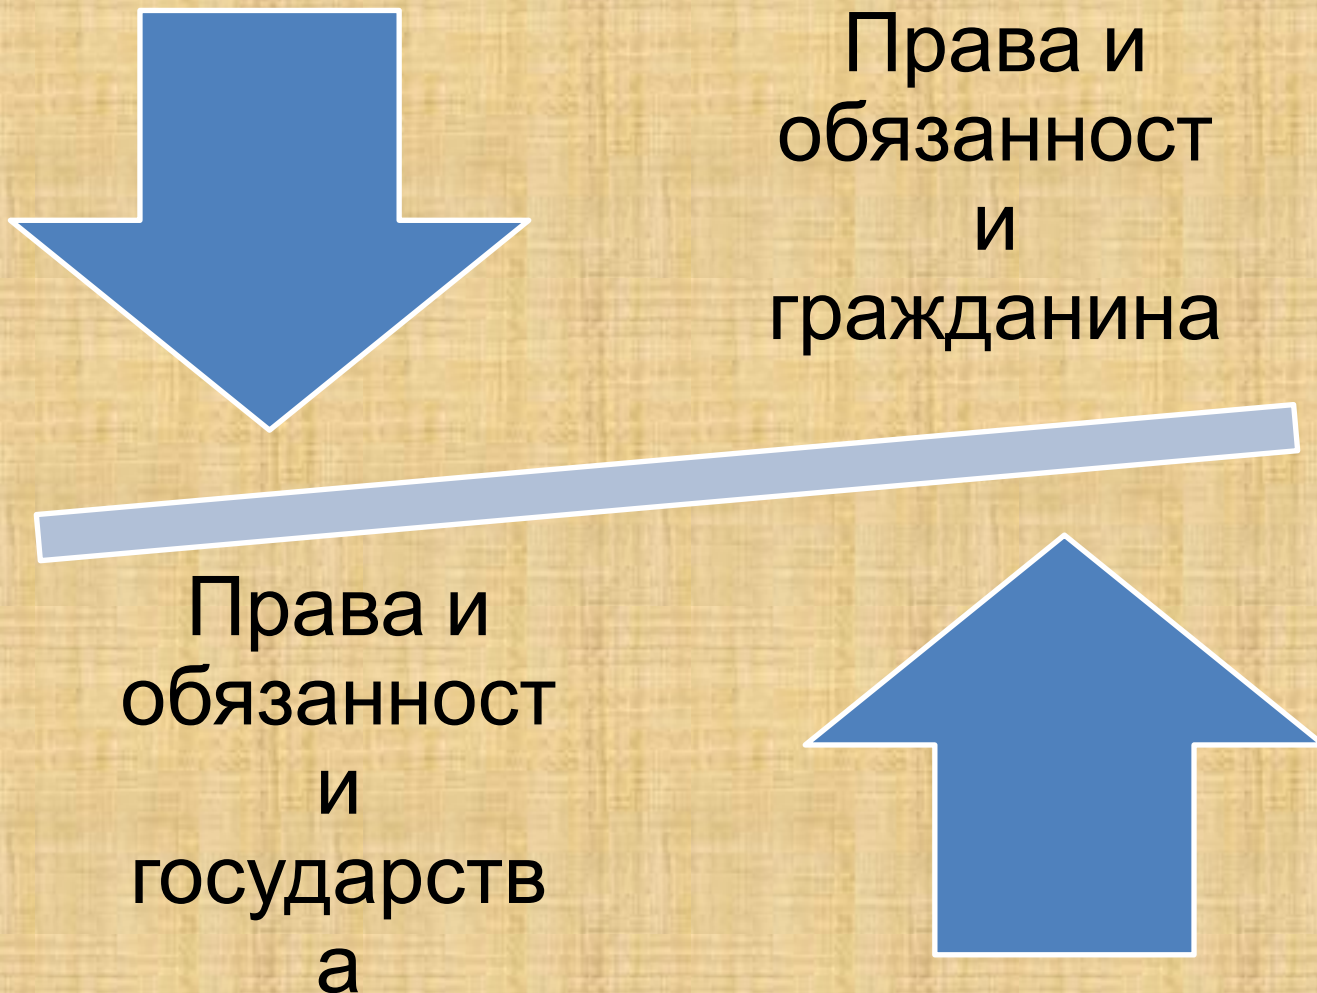 Права и
обязанност
и
гражданина
Права и
обязанност
и
государств
а